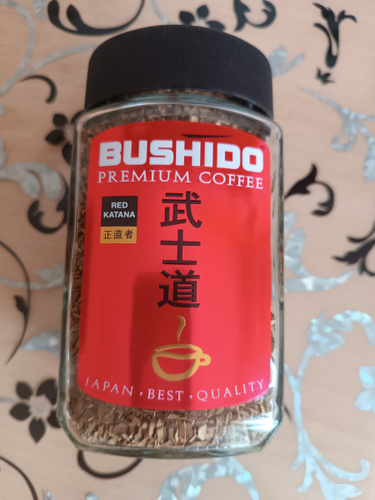 BUSHIDO
PREMIUM COFFEE
RED
KATANA
正直者
武士道
JAPAN · BEST · QUALITY